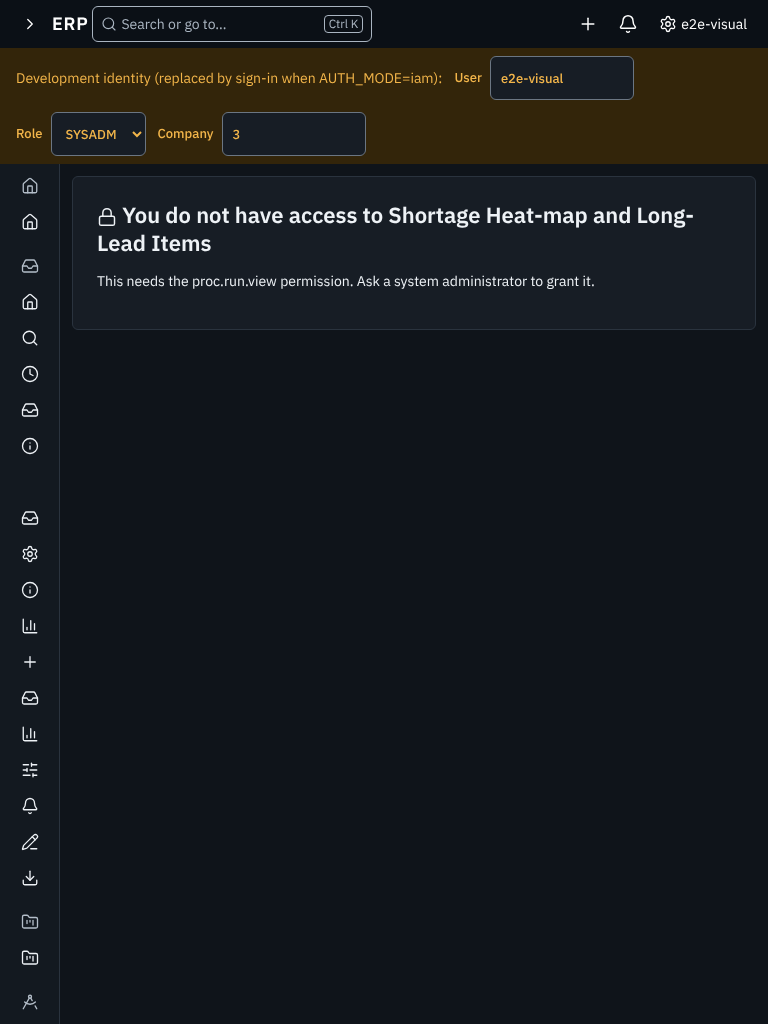 ERP
Search or go to...
Ctrl K
e2e-visual
Development identity (replaced by sign-in when AUTH_MODE=iam):
User
e2e-visual
Role
SYSADM
Company
3
You do not have access to Shortage Heat-map and Long-
Lead Items
This needs the proc.run.view permission. Ask a system administrator to grant it.